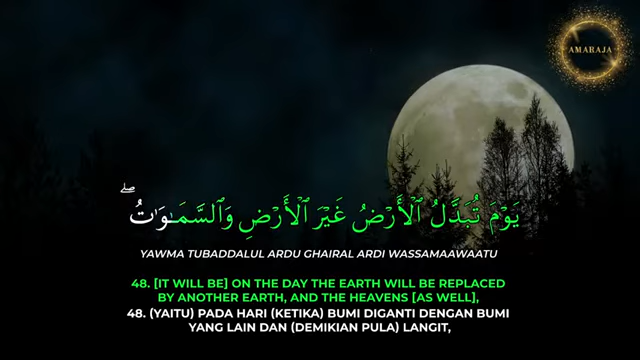 AMARAJA
يَوْمَ تُبَدَّلُ ٱلْأَرْضُ غَيْرَ ٱلْأَرْضِ وَٱلسَّمَـٰوَٰتُ ۖ
YAWMA TUBADDALUL ARDU GHAIRAL ARDI WASSAMAAWAATU
48. [IT WILL BE] ON THE DAY THE EARTH WILL BE REPLACED
BY ANOTHER EARTH, AND THE HEAVENS [AS WELL],
48. (YAITU) PADA HARI (KETIKA) BUMI DIGANTI DENGAN BUMI
YANG LAIN DAN (DEMIKIAN PULA) LANGIT,